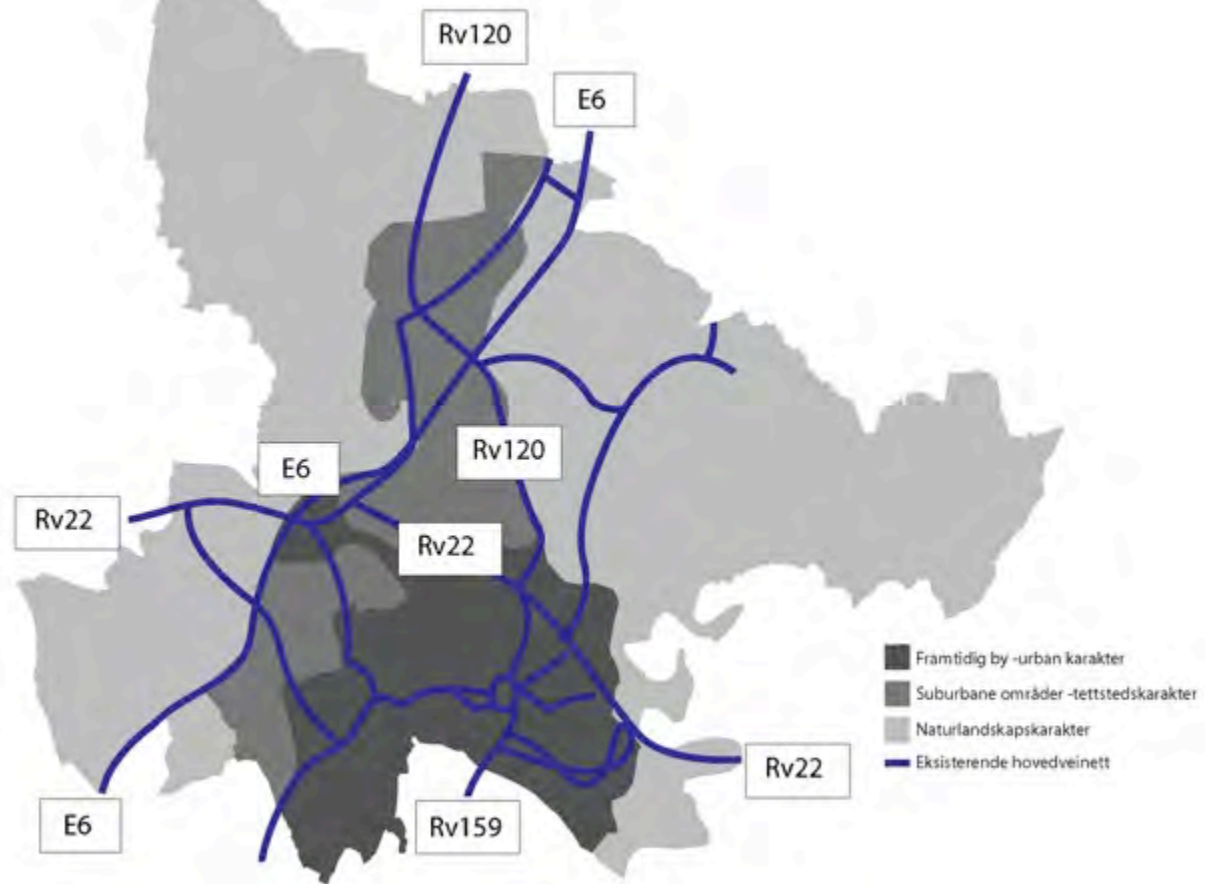 Rv120
E6
Rv120
E6
Rv22
Rv22
Framtidig by -urban karakter
Suburbane områder -tettstedskarakter
Naturlandskapskarakter
Eksisterende hovedveinett
Rv22
E6
Rv159